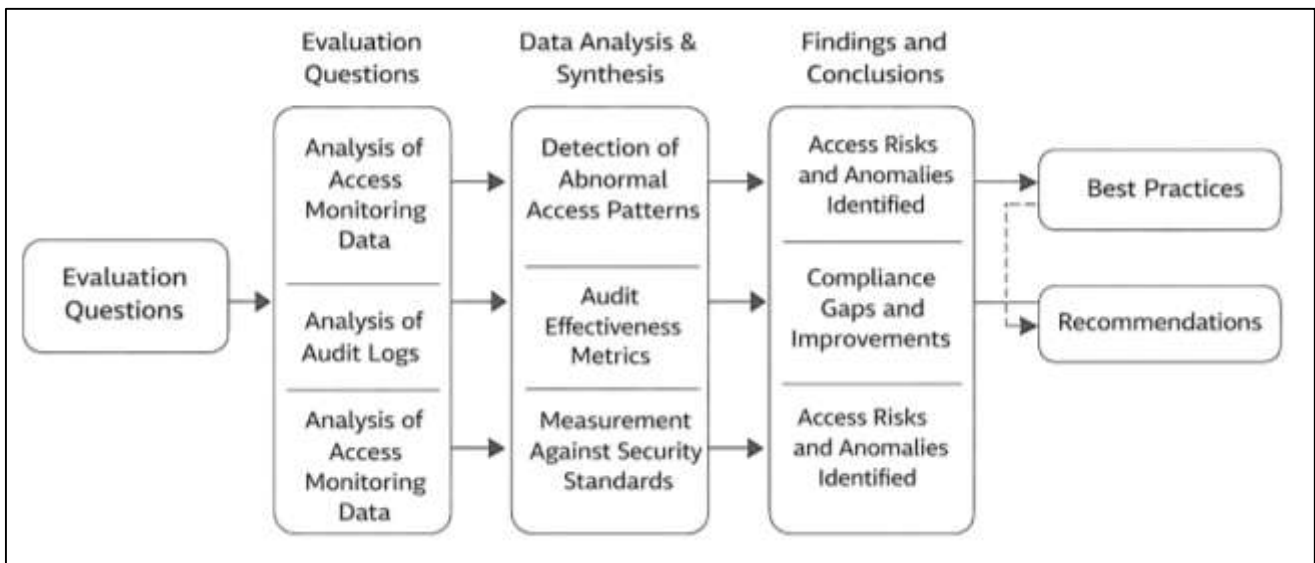 Evaluation
Questions
Data Analysis &
Synthesis
Findings and
Conclusions
Evaluation
Questions
Analysis of
Access
Monitoring
Data
Analysis of
Audit Logs
Analysis of
Access
Monitoring
Data
Detection of
Abnormal
Access Patterns
Audit
Effectiveness
Metrics
Measurement
Against Security
Standards
Access Risks
and Anomalies
Identified
Compliance
Gaps and
Improvements
Access Risks
and Anomalies
Identified
Best Practices
Recommendations